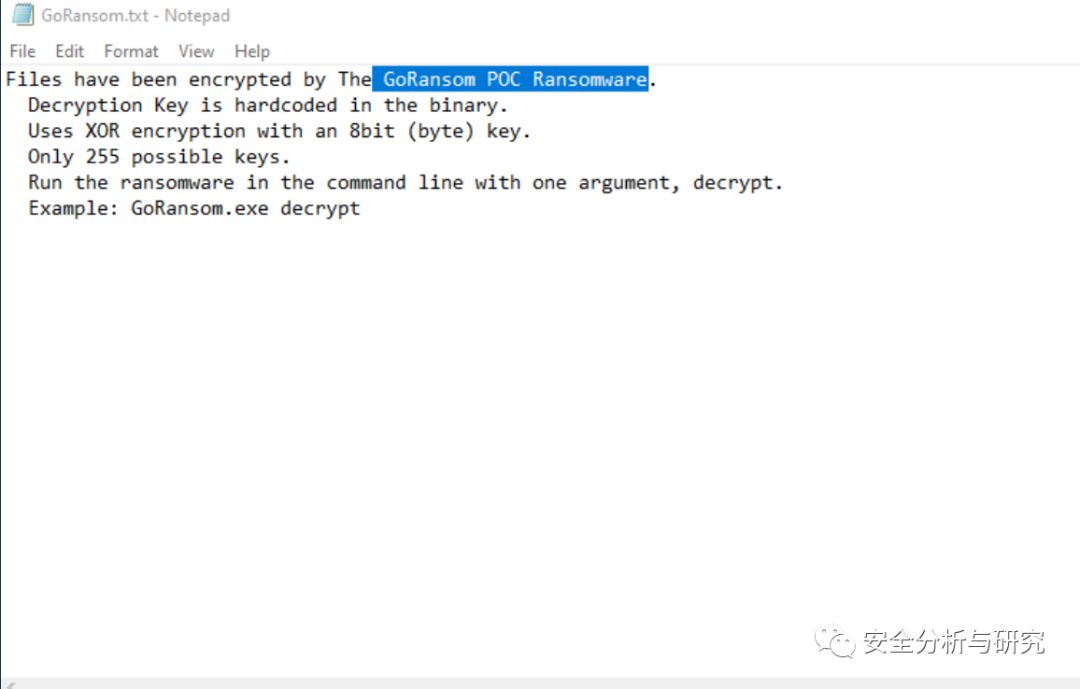 GoRansom.txt - Notepad
File Edit Format View Help
Files have been encrypted by The GoRansom POC Ransomware.
Decryption Key is hardcoded in the binary.
Uses XOR encryption with an 8bit (byte) key.
Only 255 possible keys.
Run the ransomware in the command line with one argument, decrypt.
Example: GoRansom.exe decrypt
安全分析与研究